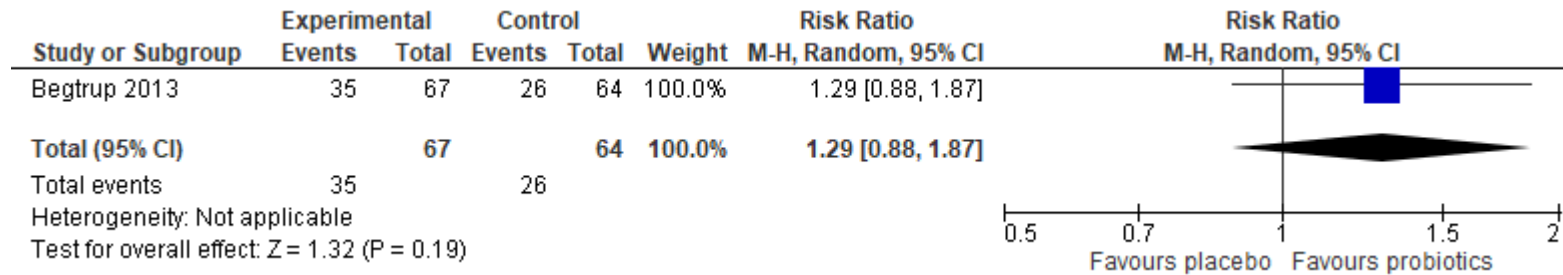 Experimental Control Risk Ratio Risk Ratio
Study or Subgroup Events Total Events Total Weight M-H, Random, 95% CI M-H, Random, 95% CI
Begtrup 2013 35 67 26 64 100.0% 1.29 [0.88, 1.87]
Total (95% CI) 67 64 100.0% 1.29 [0.88, 1.87]
Total events 35 26
Heterogeneity: Not applicable
Test for overall effect: Z = 1.32 (P = 0.19)
0.5 0.7 1 1.5 2
Favours placebo Favours probiotics